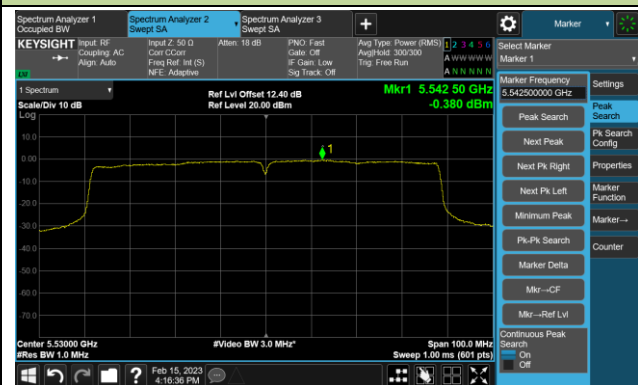 Spectrum Analyzer 1
Occupied BW
Spectrum Analyzer 2
Swept SA
Spectrum Analyzer 3
Swept SA
Marker
KEYSIGHT
Input: RF
Coupling: AC
Align: Auto
Input Z: 50 Ω
Corr CCorr
Freq Ref: Int (S)
NFE: Adaptive
Atten: 18 dB
PNO: Fast
Gate: Off
IF Gain: Low
Sig Track: Off
Avg Type: Power (RMS)
Avg|Hold: 300/300
Trig: Free Run
1 2 3 4 5 6
A W W W W W
A N N N N N
Select Marker
Marker 1
Marker Frequency
5.542500000 GHz
Settings
Peak Search
Next Peak
Next Pk Right
Next Pk Left
Minimum Peak
Pk-Pk Search
Marker Delta
Mkr→CF
Mkr→Ref Lvl
Continuous Peak
Search
On
Off
Peak
Search
Pk Search
Config
Properties
Marker
Function
Marker→
Counter
1 Spectrum
Scale/Div 10 dB
Log
Ref Lvl Offset 12.40 dB
Ref Level 20.00 dBm
Mkr1 5.542 50 GHz
-0.380 dBm
10.0
0.00
-10.0
-20.0
-30.0
-40.0
-50.0
-60.0
-70.0
1
Center 5.53000 GHz
#Res BW 1.0 MHz
#Video BW 3.0 MHz*
Span 100.0 MHz
Sweep 1.00 ms (601 pts)
Feb 15, 2023
4:16:36 PM